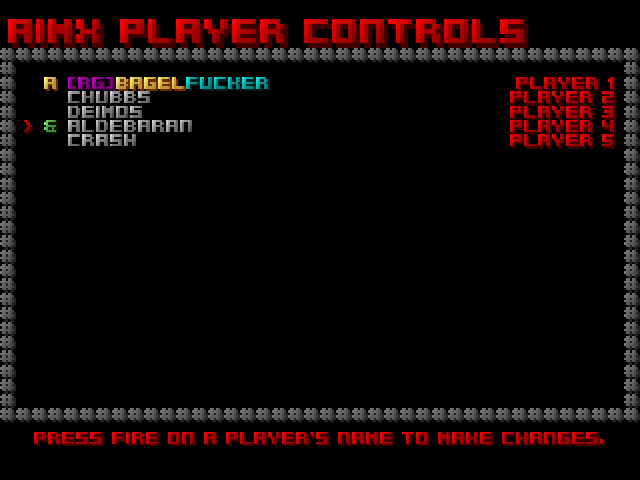 AIMX PLAYER CONTROLS
A [RG]BAGELFUCKER PLAYER 1
CHUBBS PLAYER 2
DEIMOS PLAYER 3
> & ALDEBARAN PLAYER 4
CRASH PLAYER 5
PRESS FIRE ON A PLAYER'S NAME TO MAKE CHANGES.